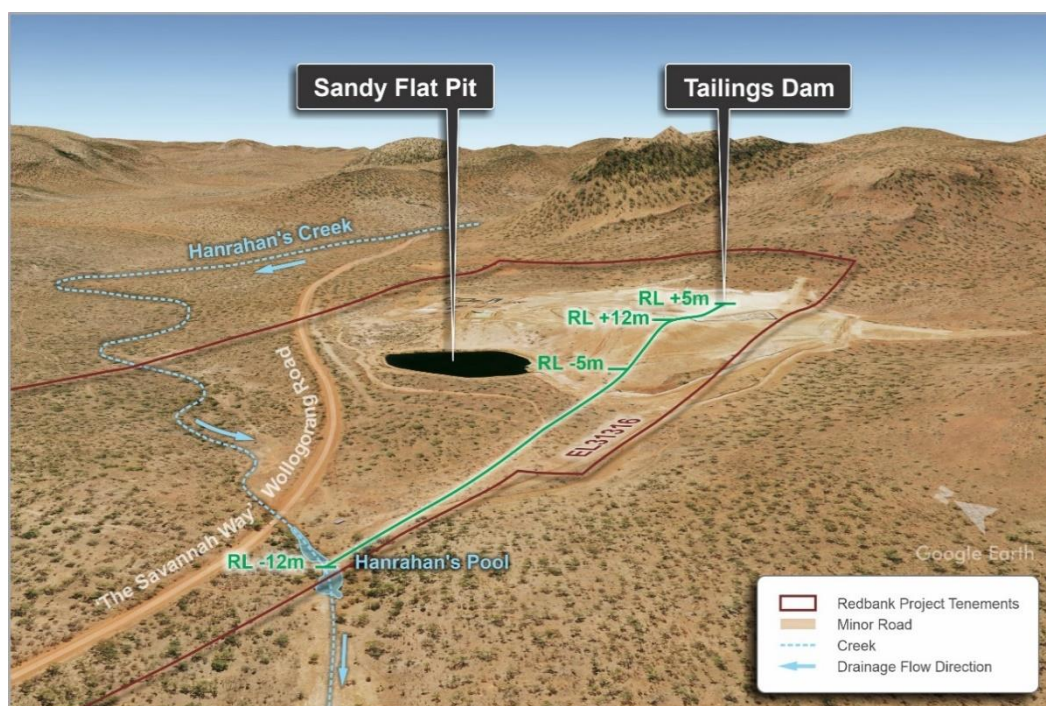 Sandy Flat Pit
Tailings Dam
Hanrahan's Creek
RL +5m
RL +12m
RL -5m
'The Savannah Way' Wollogorang Road
EL31316
N
Google Earth
RL -12m
Hanrahan's Pool
Redbank Project Tenements
Minor Road
Creek
Drainage Flow Direction